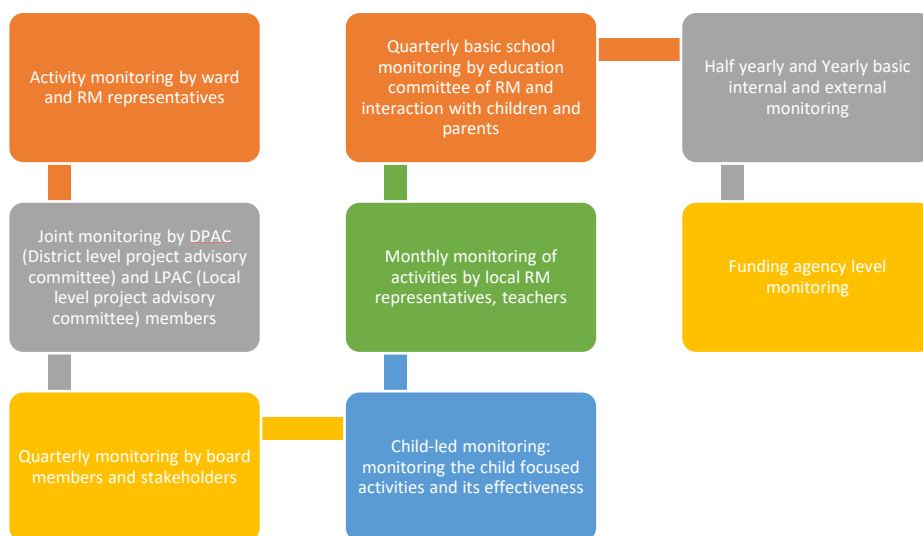 Activity monitoring by ward
and RM representatives
Joint monitoring by DPAC
(District level project advisory
committee) and LPAC (Local
level project advisory
committee) members
Quarterly monitoring by board
members and stakeholders
Child-led monitoring:
monitoring the child focused
activities and its effectiveness
Monthly monitoring of
activities by local RM
representatives, teachers
Quarterly basic school
monitoring by education
committee of RM and
interaction with children and
parents
Half yearly and Yearly basic
internal and external
monitoring
Funding agency level
monitoring